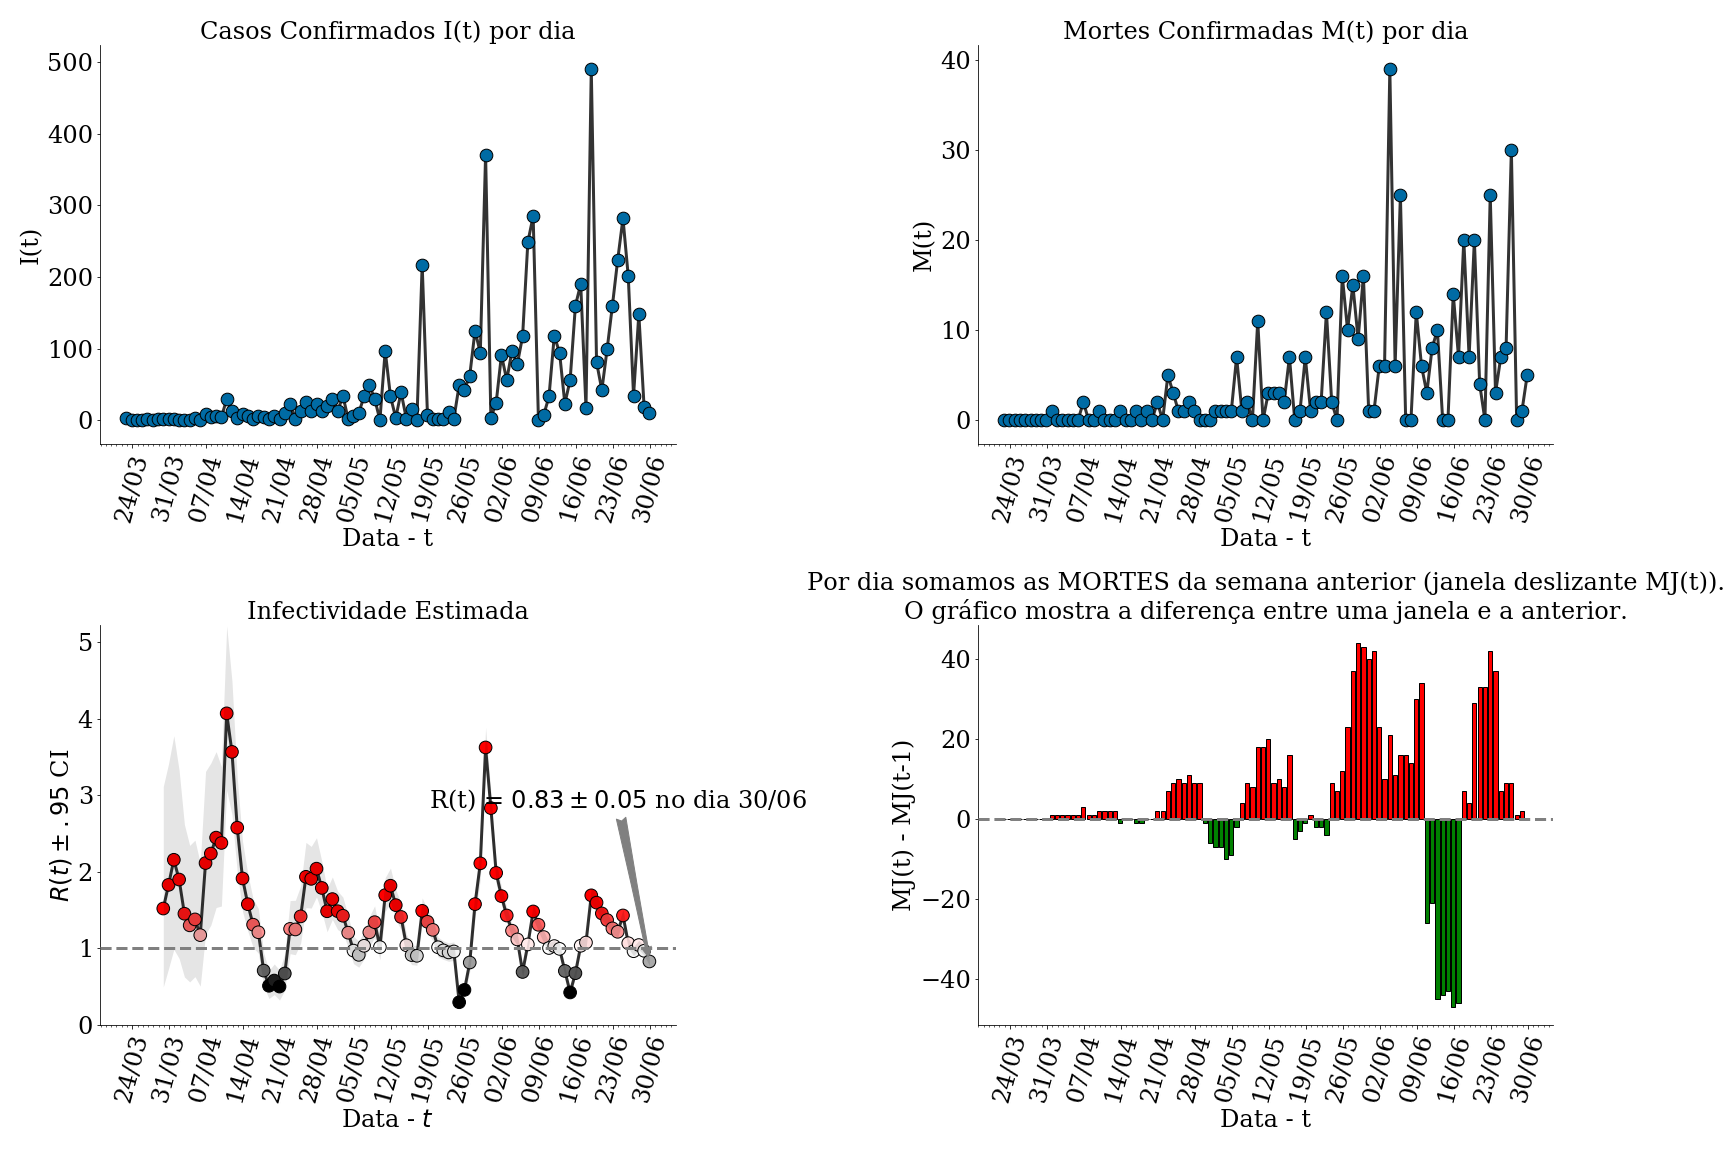 Casos Confirmados I(t) por dia
500
400
300
200
100
0
I(t)
24/03 31/03 07/04 14/04 21/04 28/04 05/05 12/05 19/05 26/05 02/06 09/06 16/06 23/06 30/06
Data - t
Mortes Confirmadas M(t) por dia
40
30
20
10
0
M(t)
24/03 31/03 07/04 14/04 21/04 28/04 05/05 12/05 19/05 26/05 02/06 09/06 16/06 23/06 30/06
Data - t
Infectividade Estimada
5
4
3
2
1
0
R(t) ± .95 CI
R(t) = 0.83 ± 0.05 no dia 30/06
24/03 31/03 07/04 14/04 21/04 28/04 05/05 12/05 19/05 26/05 02/06 09/06 16/06 23/06 30/06
Data - t
Por dia somamos as MORTES da semana anterior (janela deslizante MJ(t)).
O gráfico mostra a diferença entre uma janela e a anterior.
40
20
0
−20
−40
MJ(t) - MJ(t-1)
24/03 31/03 07/04 14/04 21/04 28/04 05/05 12/05 19/05 26/05 02/06 09/06 16/06 23/06 30/06
Data - t